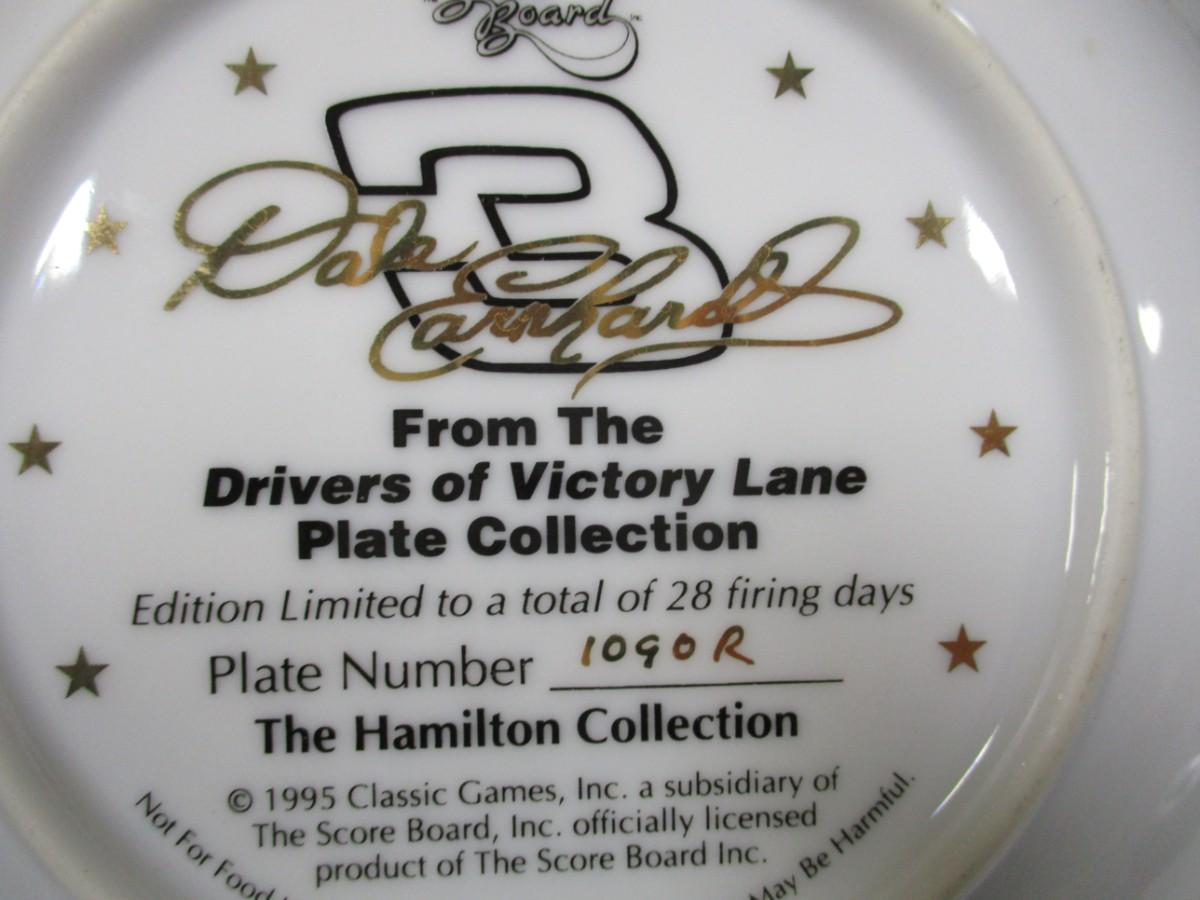 Board
3
Dale
Earnhardt
From The
Drivers of Victory Lane
Plate Collection
Edition Limited to a total of 28 firing days
Plate Number 1090R
The Hamilton Collection
© 1995 Classic Games, Inc. a subsidiary of
The Score Board, Inc. officially licensed
product of The Score Board Inc.
Not For Food
May Be Harmful.